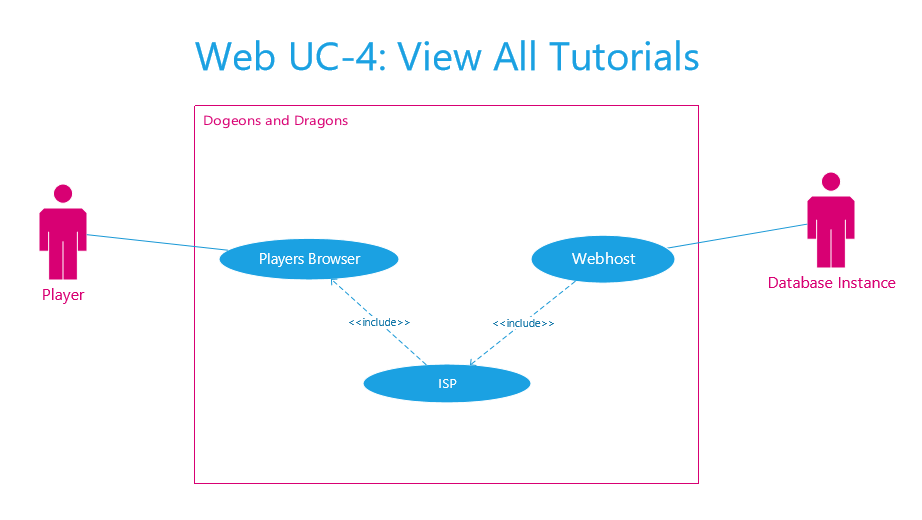 Web UC-4: View All Tutorials
Dogeons and Dragons
Players Browser
Webhost
Player
Database Instance
<<include>>
<<include>>
ISP